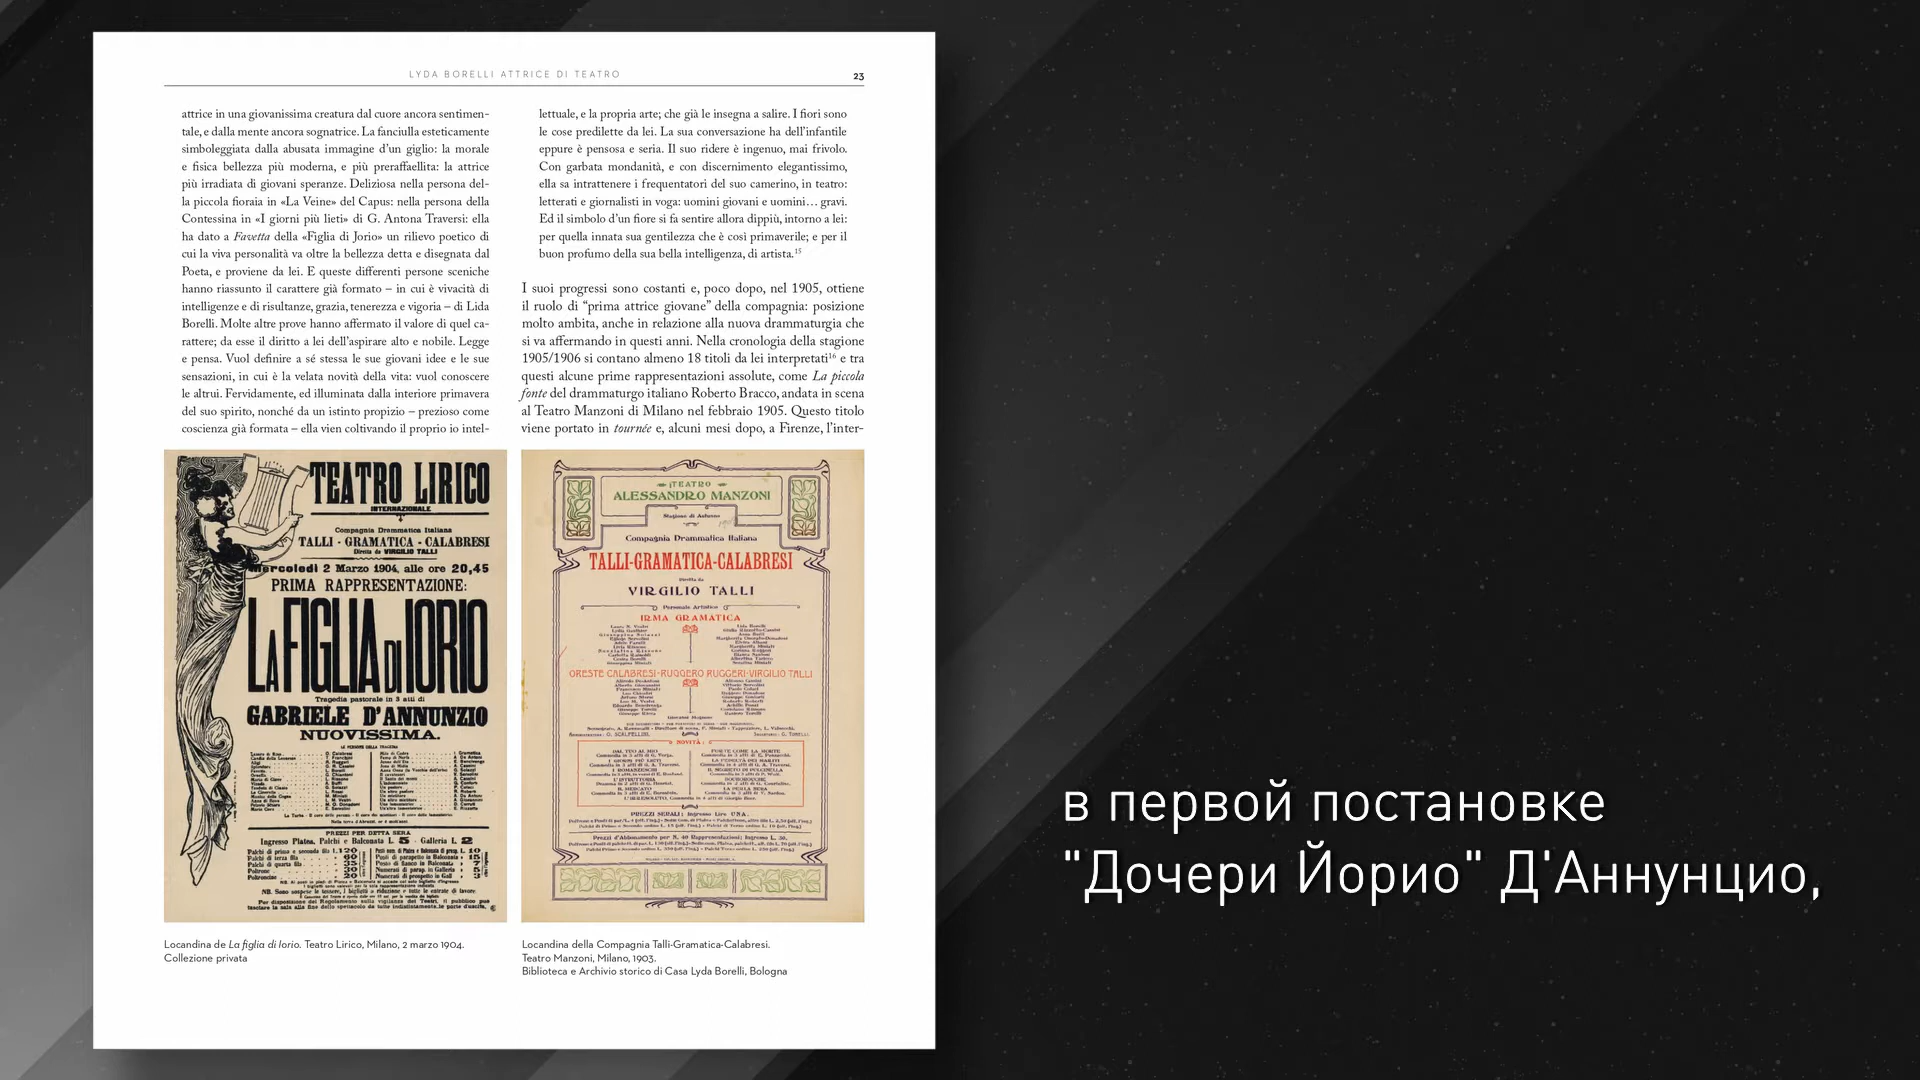 LYDA BORELLI ATTRICE DI TEATRO
23
attrice in una giovanissima creatura dal cuore ancora sentimen-
tale, e dalla mente ancora sognatrice. La fanciulla esteticamente
simboleggiata dalla abusata immagine d'un giglio: la morale
e fisica bellezza più moderna, e più preraffaellita: la attrice
più irradiata di giovani speranze. Deliziosa nella persona del-
la piccola fioraia in «La Veine» del Capus: nella persona della
Contessina in «I giorni più lieti» di G. Antona Traversi: ella
ha dato a Favetta della «Figlia di Jorio» un rilievo poetico di
cui la viva personalità va oltre la bellezza detta e disegnata dal
Poeta, e proviene da lei. E queste differenti persone sceniche
hanno riassunto il carattere già formato – in cui è vivacità di
intelligenze e di risultanze, grazia, tenerezza e vigoria – di Lida
Borelli. Molte altre prove hanno affermato il valore di quel ca-
rattere; da esse il diritto a lei dell'aspirare alto e nobile. Legge
e pensa. Vuol definire a sé stessa le sue giovani idee e le sue
sensazioni, in cui è la velata novità della vita: vuol conoscere
le altrui. Fervidamente, ed illuminata dalla interiore primavera
del suo spirito, nonché da un istinto propizio – prezioso come
coscienza già formata – ella vien coltivando il proprio io intel-
lettuale, e la propria arte; che già le insegna a salire. I fiori sono
le cose predilette da lei. La sua conversazione ha dell'infantile
eppure è pensosa e seria. Il suo ridere è ingenuo, mai frivolo.
Con garbata mondanità, e con discernimento elegantissimo,
ella sa intrattenere i frequentatori del suo camerino, in teatro:
letterati e giornalisti in voga: uomini giovani e uomini… gravi.
Ed il simbolo d'un fiore si fa sentire allora dippiù, intorno a lei:
per quella innata sua gentilezza che è così primaverile; e per il
buon profumo della sua bella intelligenza, di artista.15
I suoi progressi sono costanti e, poco dopo, nel 1905, ottiene
il ruolo di “prima attrice giovane” della compagnia: posizione
molto ambita, anche in relazione alla nuova drammaturgia che
si va affermando in questi anni. Nella cronologia della stagione
1905/1906 si contano almeno 18 titoli da lei interpretati16 e tra
questi alcune prime rappresentazioni assolute, come La piccola
fonte del drammaturgo italiano Roberto Bracco, andata in scena
al Teatro Manzoni di Milano nel febbraio 1905. Questo titolo
viene portato in tournée e, alcuni mesi dopo, a Firenze, l'inter-
TEATRO LIRICO
INTERNAZIONALE
Compagnia Drammatica Italiana
TALLI - GRAMATICA - CALABRESI
Diretta da VIRGILIO TALLI
Mercoledì 2 Marzo 1904, alle ore 20,45
PRIMA RAPPRESENTAZIONE:
LA FIGLIA DI IORIO
Tragedia pastorale in 3 atti di
GABRIELE D'ANNUNZIO
NUOVISSIMA.
PREZZI PER DETTA SERA
Ingresso Platea, Palchi e Balconata L. 5 - Galleria L. 2
TEATRO
ALESSANDRO MANZONI
Stagione di Autunno
Compagnia Drammatica Italiana
TALLI-GRAMATICA-CALABRESI
Diretta da
VIRGILIO TALLI
Personale Artistico
IRMA GRAMATICA
ORESTE CALABRESI-RUGGERO RUGGERI-VIRGILIO TALLI
NOVITÀ:
PREZZI SERALI: Ingresso Lire UNA.
Locandina de La figlia di Iorio. Teatro Lirico, Milano, 2 marzo 1904.
Collezione privata
Locandina della Compagnia Talli-Gramatica-Calabresi.
Teatro Manzoni, Milano, 1903.
Biblioteca e Archivio storico di Casa Lyda Borelli, Bologna
в первой постановке
"Дочери Йорио" Д'Аннунцио,